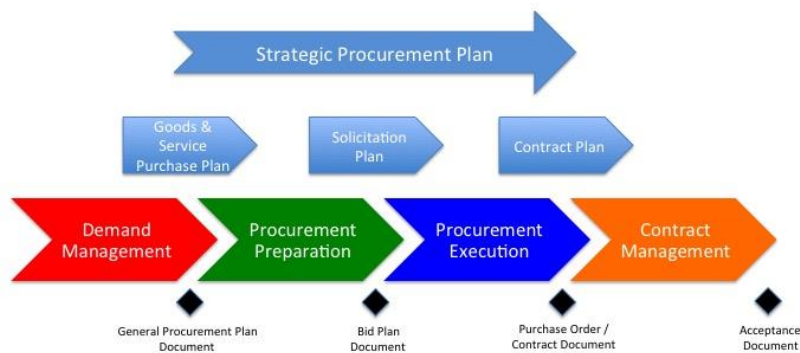 Strategic Procurement Plan
Goods &
Service
Purchase Plan
Solicitation
Plan
Contract Plan
Demand
Management
Procurement
Preparation
Procurement
Execution
Contract
Management
General Procurement Plan
Document
Bid Plan
Document
Purchase Order /
Contract Document
Acceptance
Document